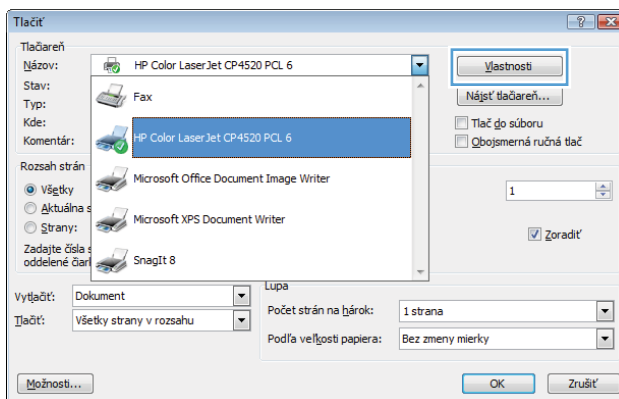 Tlačiť
Tlačiareň
Názov: HP Color LaserJet CP4520 PCL 6 Vlastnosti
Stav: Fax Nájsť tlačiareň...
Typ:
Kde: HP Color LaserJet CP4520 PCL 6 Tlač do súboru
Komentár: Obojsmerná ručná tlač
Rozsah strán Microsoft Office Document Image Writer
Všetky 1
Aktuálna s Microsoft XPS Document Writer
Strany: Zoradiť
Zadajte čísla s SnagIt 8
oddelené čiar
Lupa
Vytlačiť: Dokument Počet strán na hárok: 1 strana
Tlačiť: Všetky strany v rozsahu Podľa veľkosti papiera: Bez zmeny mierky
Možnosti... OK Zrušiť